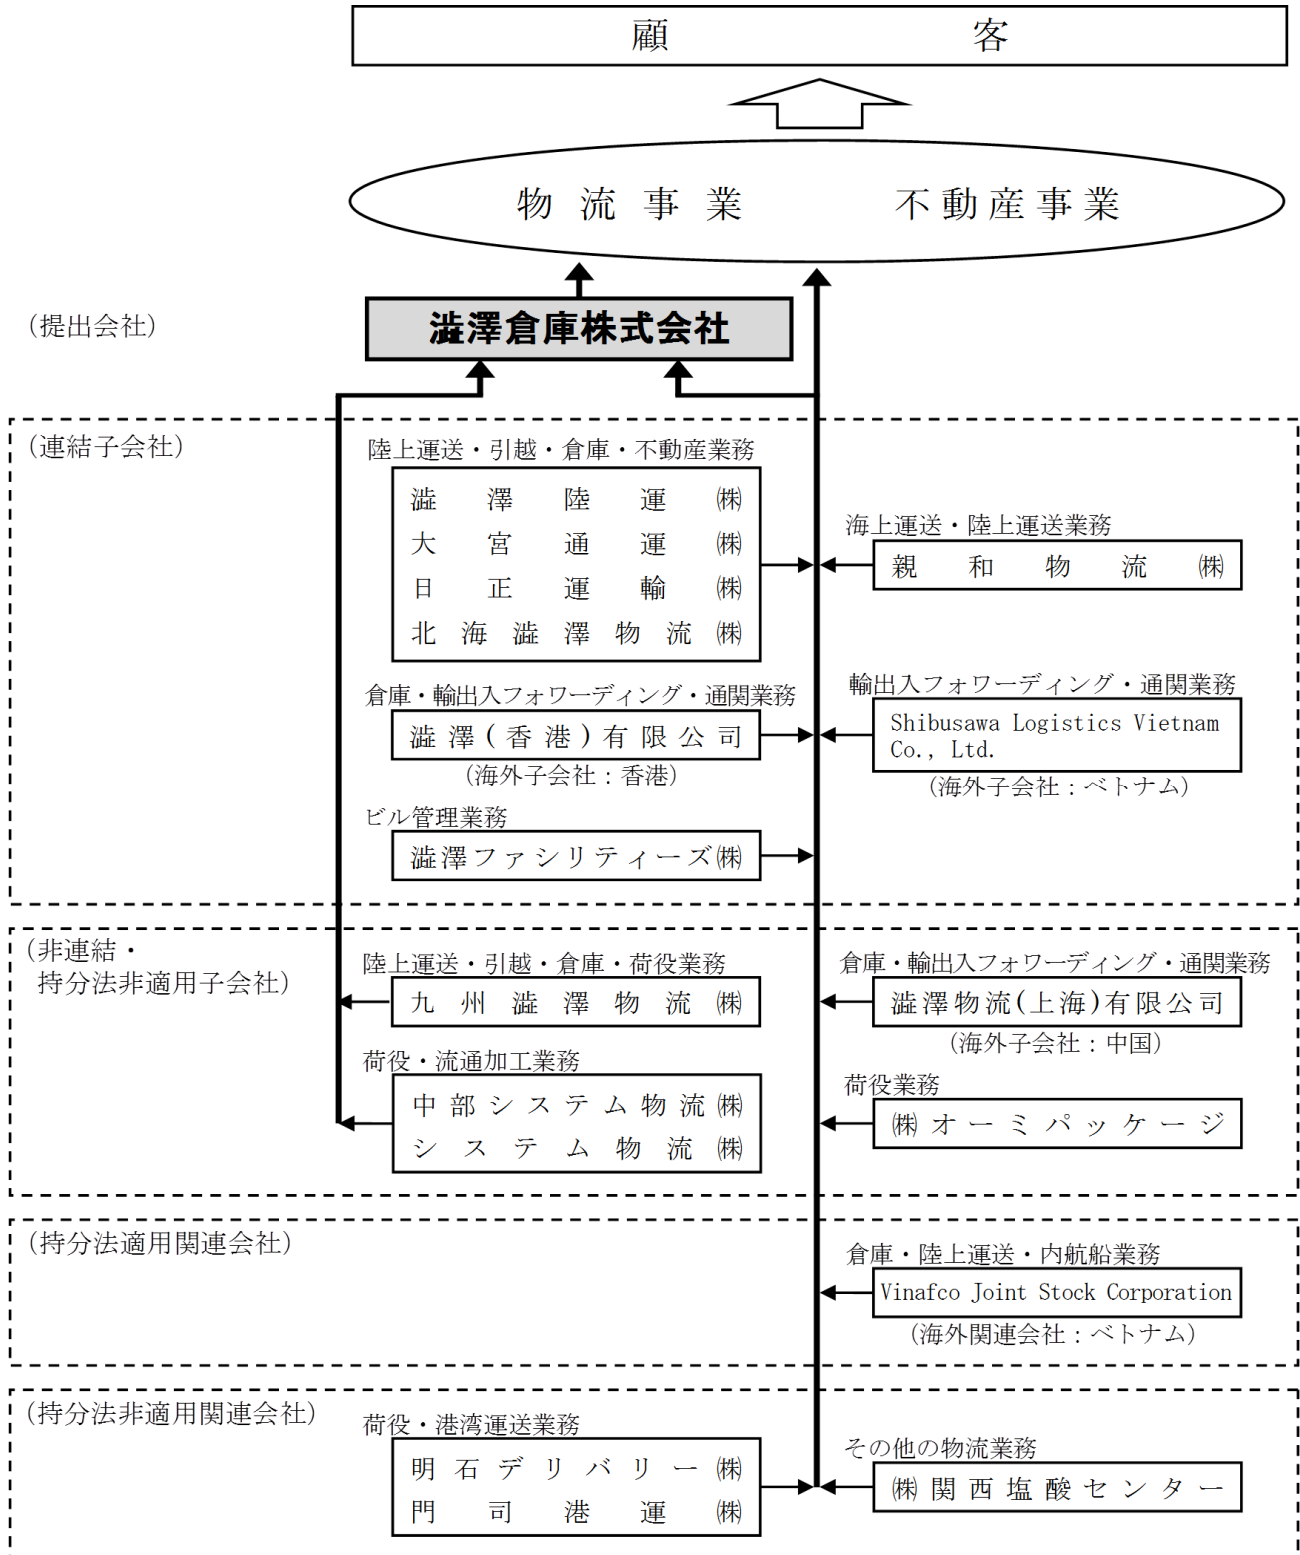 顧客
物流事業 不動産事業
(提出会社)
澁澤倉庫株式会社
(連結子会社)
陸上運送・引越・倉庫・不動産業務
澁澤陸運㈱
大宮通運㈱
日正運輸㈱
北海澁澤物流㈱
海上運送・陸上運送業務
親和物流㈱
倉庫・輸出入フォワーディング・通関業務
澁澤(香港)有限公司
(海外子会社：香港)
輸出入フォワーディング・通関業務
Shibusawa Logistics Vietnam
Co., Ltd.
(海外子会社：ベトナム)
ビル管理業務
澁澤ファシリティーズ㈱
(非連結・
持分法非適用子会社)
陸上運送・引越・倉庫・荷役業務
九州澁澤物流㈱
倉庫・輸出入フォワーディング・通関業務
澁澤物流(上海)有限公司
(海外子会社：中国)
荷役・流通加工業務
中部システム物流㈱
システム物流㈱
荷役業務
㈱オーミパッケージ
(持分法適用関連会社)
倉庫・陸上運送・内航船業務
Vinafco Joint Stock Corporation
(海外関連会社：ベトナム)
(持分法非適用関連会社)
荷役・港湾運送業務
明石デリバリー㈱
門司港運㈱
その他の物流業務
㈱関西塩酸センター